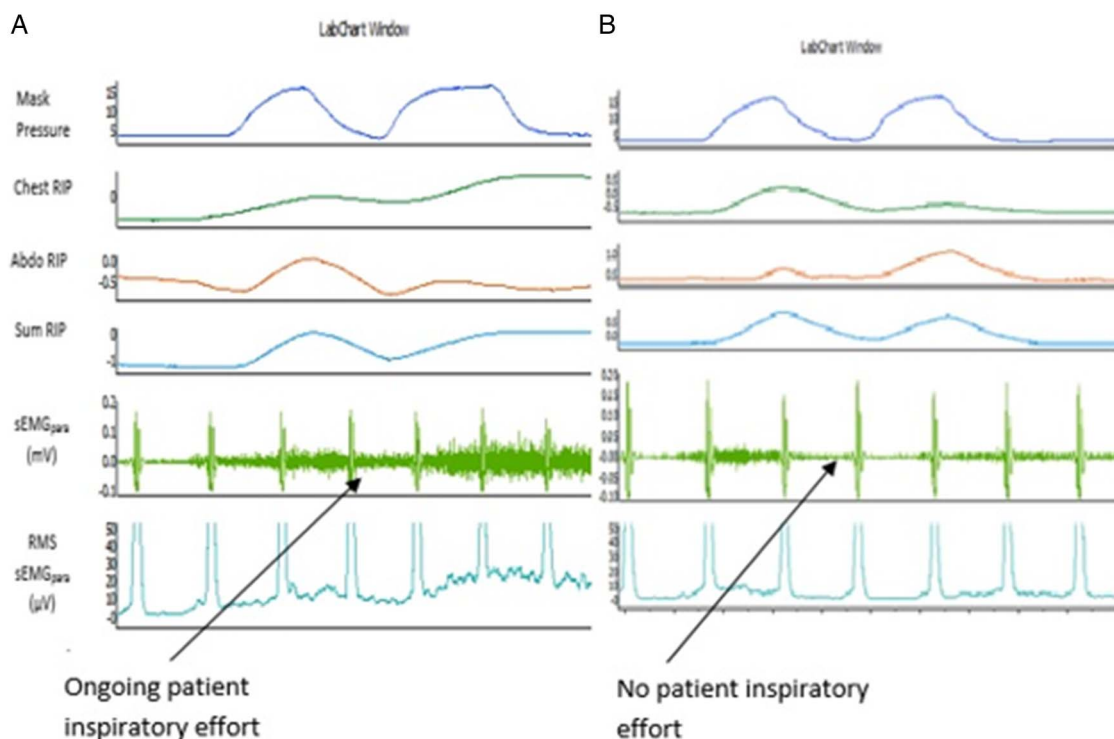 A
B
LabChart Window
LabChart Window
Mask
Pressure
Chest RIP
Abdo RIP
Sum RIP
sEMGpara
(mV)
RMS
sEMGpara
(µV)
Ongoing patient
inspiratory effort
No patient inspiratory
effort